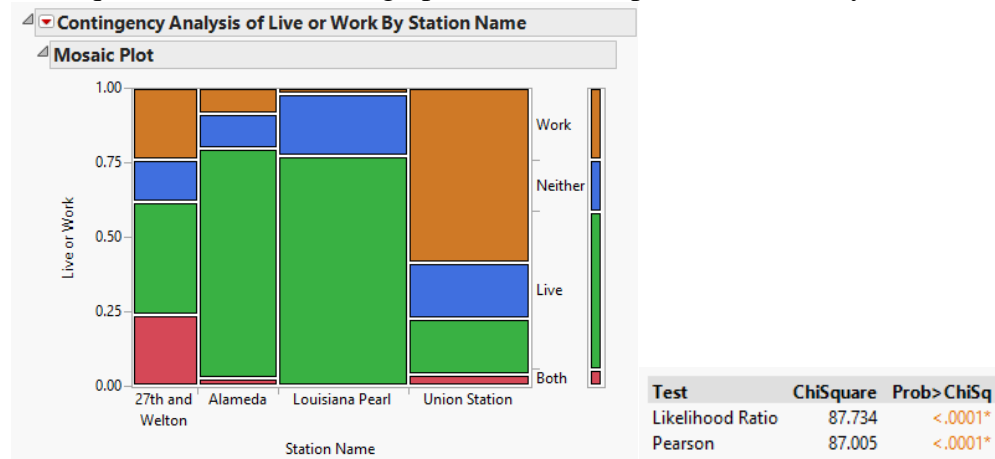 Contingency Analysis of Live or Work By Station Name
Mosaic Plot
1.00
0.75
0.50
0.25
0.00
Live or Work
Work
Neither
Live
Both
27th and
Welton
Alameda
Louisiana Pearl
Union Station
Station Name
Test ChiSquare Prob>ChiSq
Likelihood Ratio 87.734 <.0001*
Pearson 87.005 <.0001*